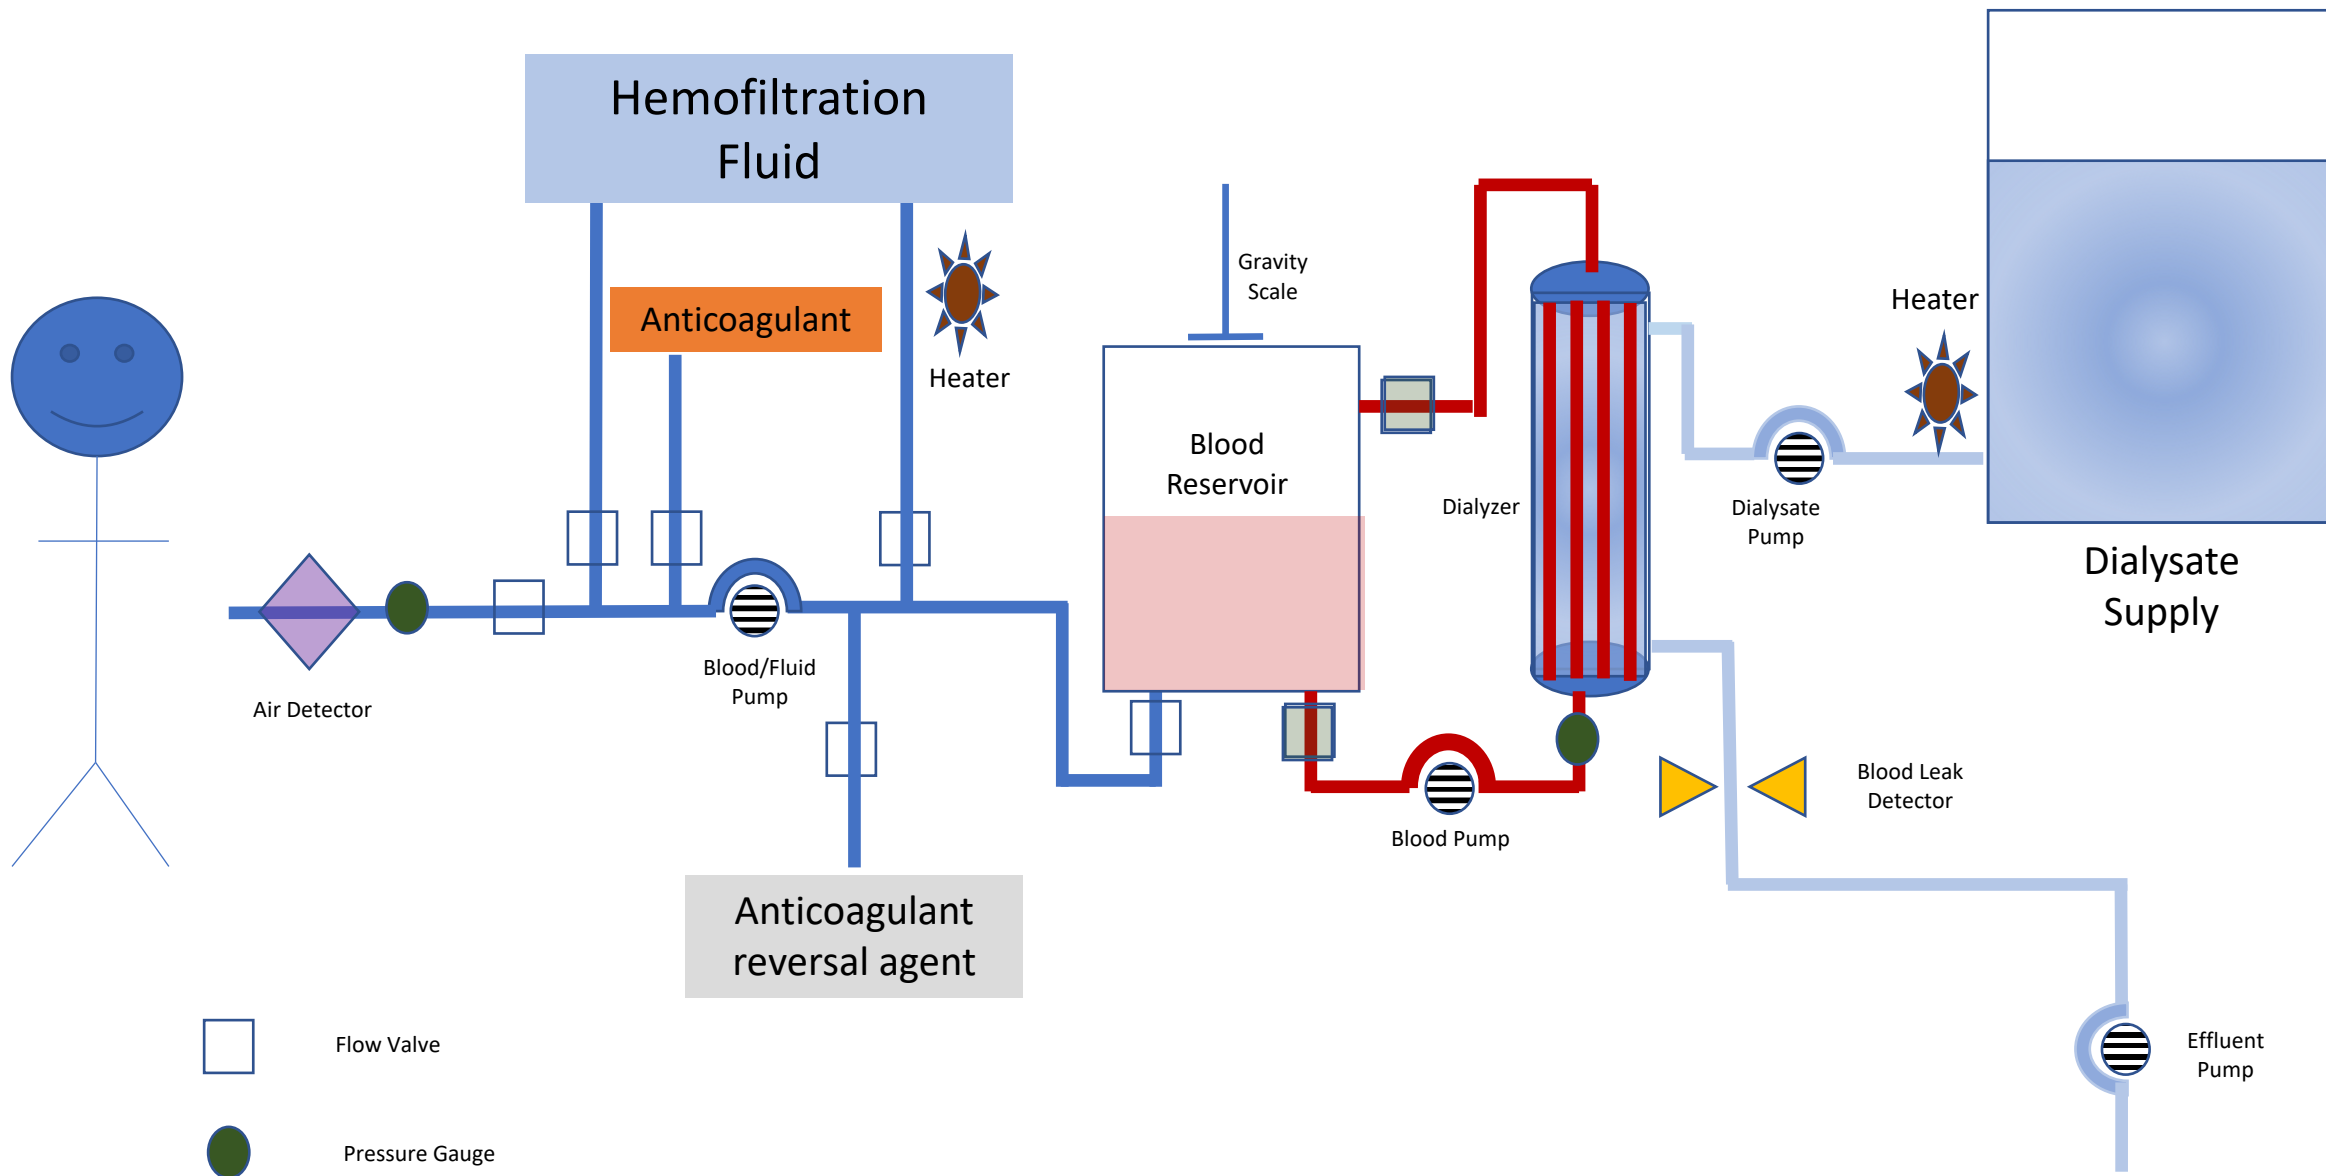 Hemofiltration
Fluid
Gravity
Scale
Heater
Anticoagulant
Heater
Blood
Reservoir
Dialyzer
Dialysate
Pump
Dialysate
Supply
Blood/Fluid
Pump
Air Detector
Blood Leak
Detector
Blood Pump
Anticoagulant
reversal agent
Flow Valve
Effluent
Pump
Pressure Gauge